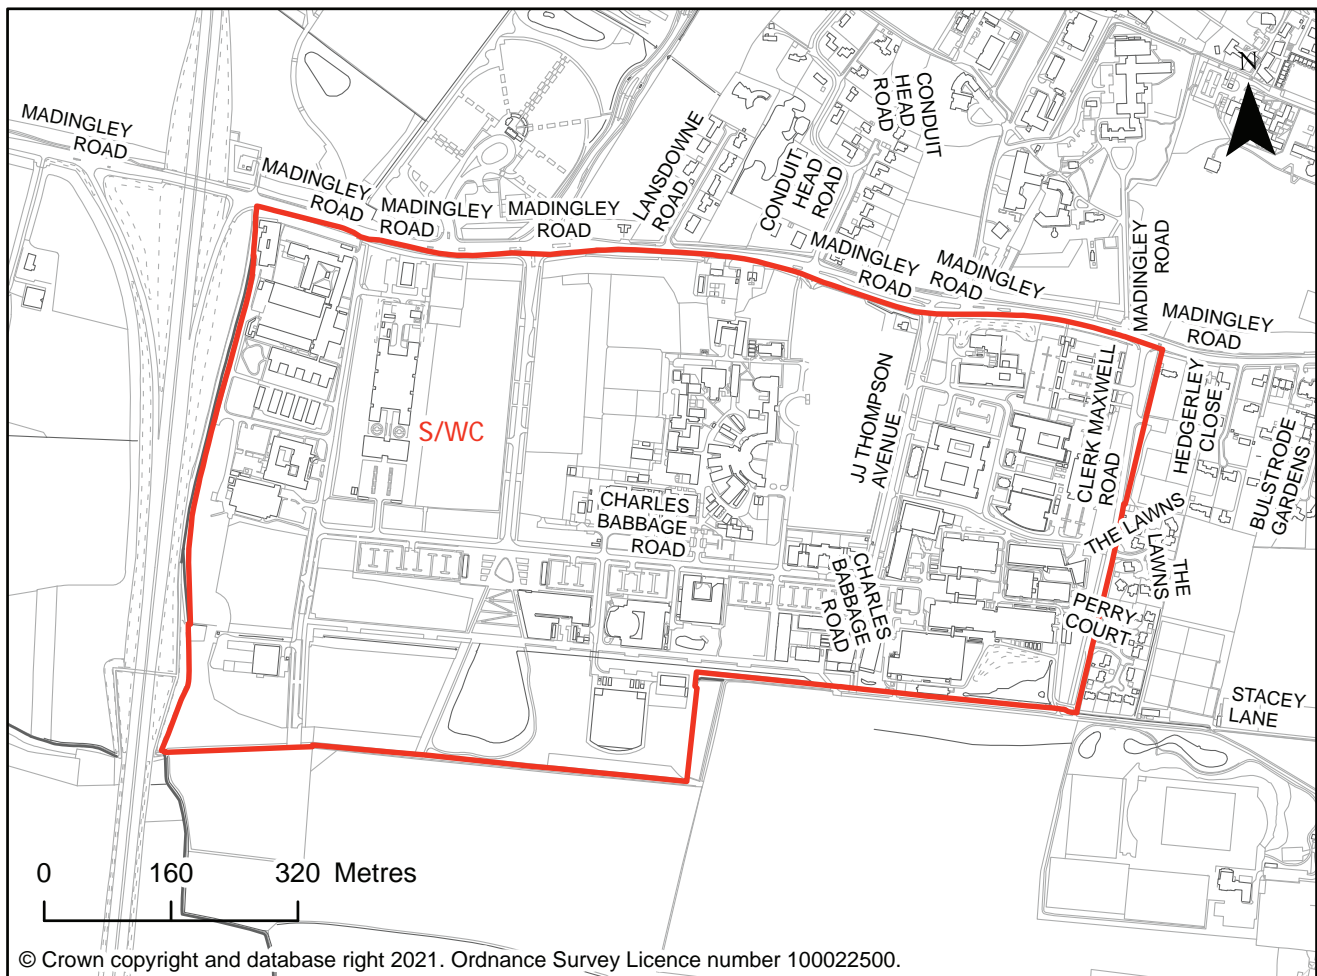 MADINGLEY
ROAD
MADINGLEY
ROAD
MADINGLEY
ROAD
MADINGLEY
ROAD
LANSDOWNE
ROAD
CONDUIT
HEAD
ROAD
CONDUIT
HEAD
ROAD
N
MADINGLEY
ROAD
MADINGLEY
ROAD
MADINGLEY
ROAD
MADINGLEY
ROAD
S/WC
JJ THOMPSON
AVENUE
CLERK MAXWELL
ROAD
HEDGERLEY
CLOSE
BULSTRODE
GARDENS
CHARLES
BABBAGE
ROAD
THE LAWNS
THE
LAWNS
CHARLES
BABBAGE
ROAD
PERRY
COURT
STACEY
LANE
0 160 320 Metres
© Crown copyright and database right 2021. Ordnance Survey Licence number 100022500.